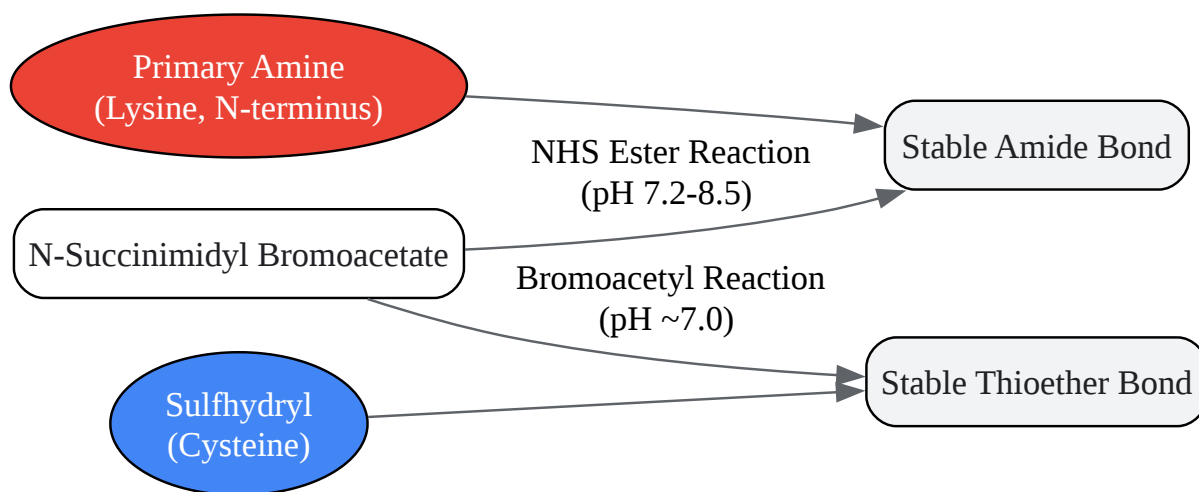 Primary Amine
(Lysine, N-terminus)
Stable Amide Bond
NHS Ester Reaction
(pH 7.2-8.5)
N-Succinimidyl Bromoacetate
Bromoacetyl Reaction
(pH ~7.0)
Stable Thioether Bond
Sulfhydryl
(Cysteine)